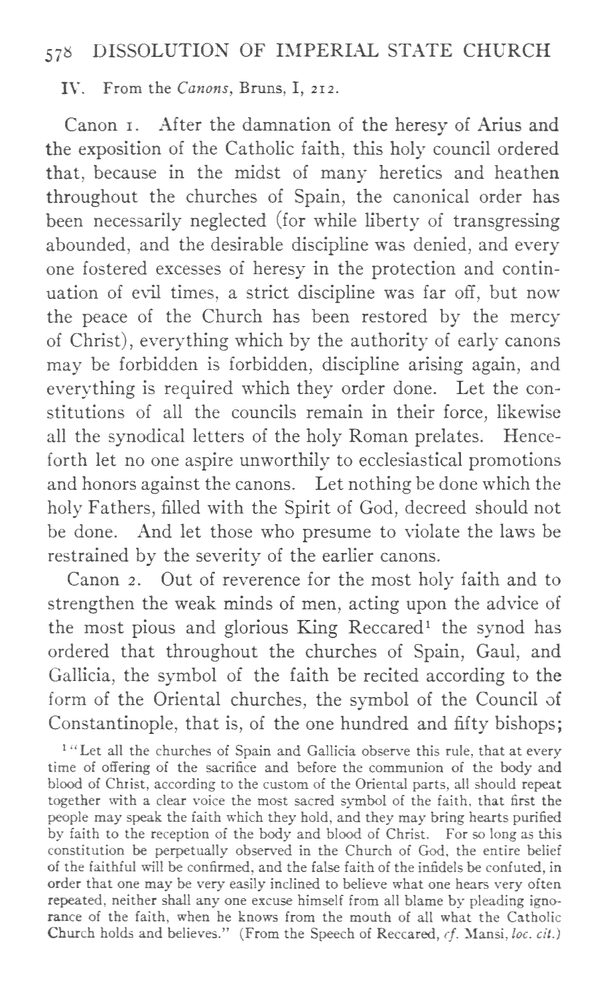 578 DISSOLUTION OF IMPERIAL STATE CHURCH
IV. From the Canons, Bruns, I, 212.
Canon 1. After the damnation of the heresy of Arius and
the exposition of the Catholic faith, this holy council ordered
that, because in the midst of many heretics and heathen
throughout the churches of Spain, the canonical order has
been necessarily neglected (for while liberty of transgressing
abounded, and the desirable discipline was denied, and every
one fostered excesses of heresy in the protection and contin-
uation of evil times, a strict discipline was far off, but now
the peace of the Church has been restored by the mercy
of Christ), everything which by the authority of early canons
may be forbidden is forbidden, discipline arising again, and
everything is required which they order done. Let the con-
stitutions of all the councils remain in their force, likewise
all the synodical letters of the holy Roman prelates. Hence-
forth let no one aspire unworthily to ecclesiastical promotions
and honors against the canons. Let nothing be done which the
holy Fathers, filled with the Spirit of God, decreed should not
be done. And let those who presume to violate the laws be
restrained by the severity of the earlier canons.
Canon 2. Out of reverence for the most holy faith and to
strengthen the weak minds of men, acting upon the advice of
the most pious and glorious King Reccared¹ the synod has
ordered that throughout the churches of Spain, Gaul, and
Gallicia, the symbol of the faith be recited according to the
form of the Oriental churches, the symbol of the Council of
Constantinople, that is, of the one hundred and fifty bishops;
¹ "Let all the churches of Spain and Gallicia observe this rule, that at every
time of offering of the sacrifice and before the communion of the body and
blood of Christ, according to the custom of the Oriental parts, all should repeat
together with a clear voice the most sacred symbol of the faith, that first the
people may speak the faith which they hold, and they may bring hearts purified
by faith to the reception of the body and blood of Christ. For so long as this
constitution be perpetually observed in the Church of God, the entire belief
of the faithful will be confirmed, and the false faith of the infidels be confuted, in
order that one may be very easily inclined to believe what one hears very often
repeated, neither shall any one excuse himself from all blame by pleading igno-
rance of the faith, when he knows from the mouth of all what the Catholic
Church holds and believes." (From the Speech of Reccared, cf. Mansi, loc. cit.)